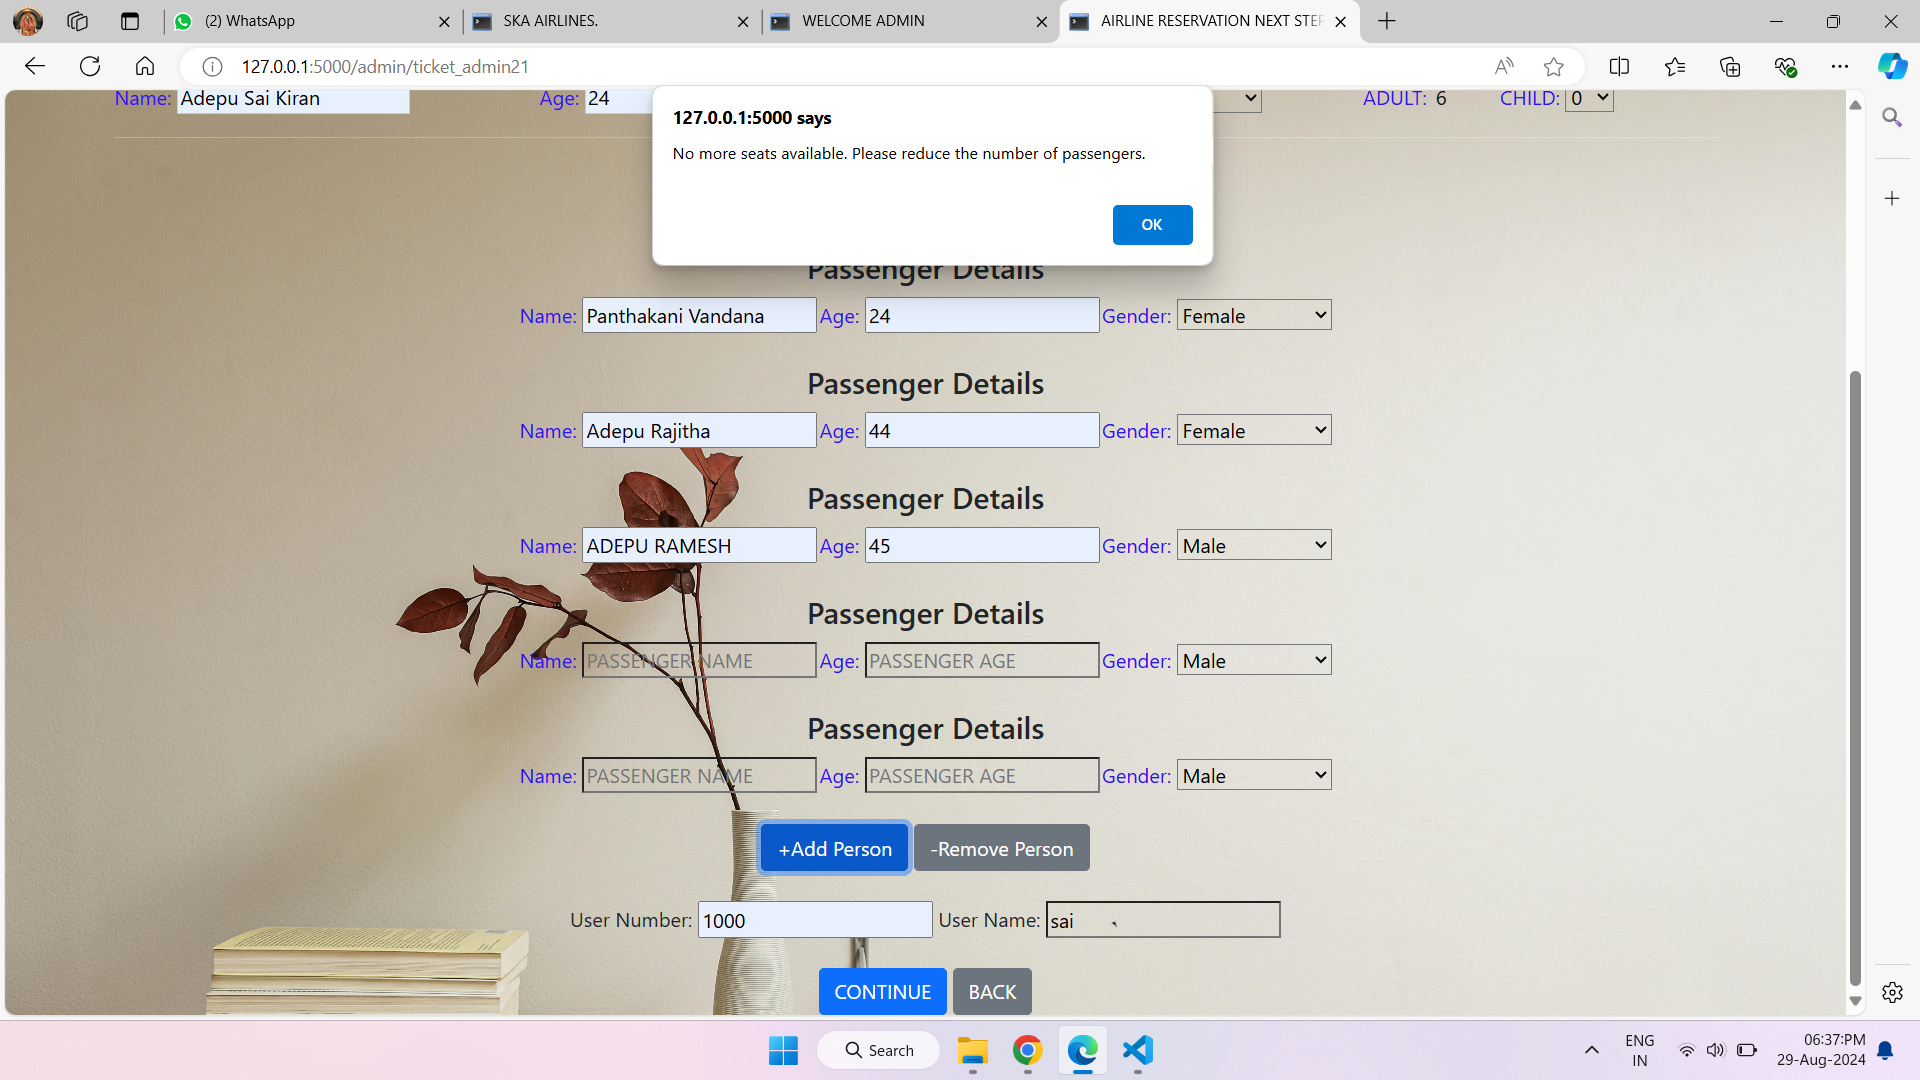 (2) WhatsApp
SKA AIRLINES.
WELCOME ADMIN
AIRLINE RESERVATION NEXT STEP
127.0.0.1:5000/admin/ticket_admin21
Name: Adepu Sai Kiran Age: 24 ADULT: 6 CHILD: 0
127.0.0.1:5000 says
No more seats available. Please reduce the number of passengers.
OK
Passenger Details
Name: Panthakani Vandana Age: 24 Gender: Female
Passenger Details
Name: Adepu Rajitha Age: 44 Gender: Female
Passenger Details
Name: ADEPU RAMESH Age: 45 Gender: Male
Passenger Details
Name: PASSENGER NAME Age: PASSENGER AGE Gender: Male
Passenger Details
Name: PASSENGER NAME Age: PASSENGER AGE Gender: Male
+Add Person -Remove Person
User Number: 1000 User Name: sai
CONTINUE BACK
Search
ENG
IN
06:37:PM
29-Aug-2024